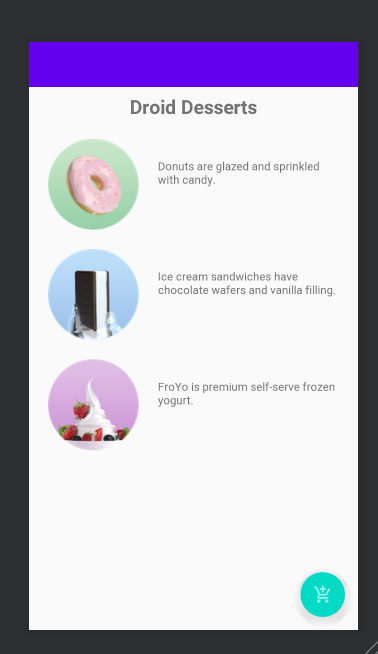 Droid Desserts
Donuts are glazed and sprinkled
with candy.
Ice cream sandwiches have
chocolate wafers and vanilla filling.
FroYo is premium self-serve frozen
yogurt.